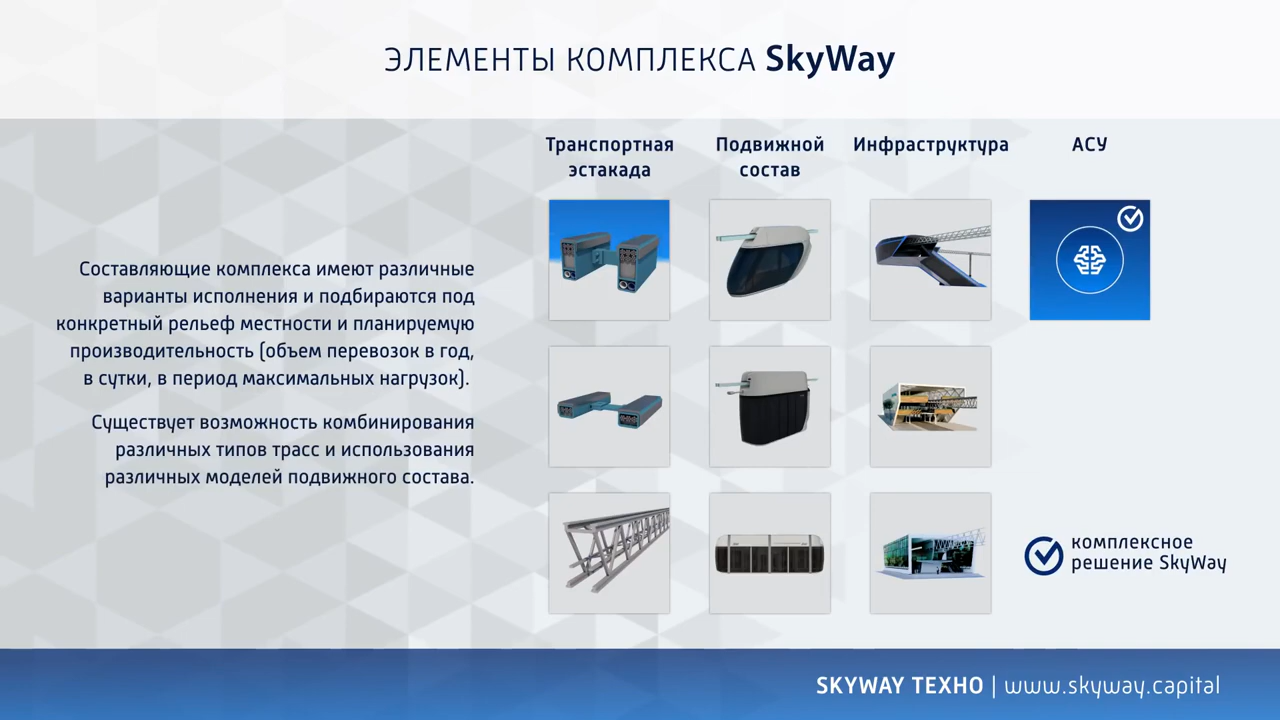 ЭЛЕМЕНТЫ КОМПЛЕКСА SkyWay
Транспортная
эстакада
Подвижной
состав
Инфраструктура
АСУ
Составляющие комплекса имеют различные
варианты исполнения и подбираются под
конкретный рельеф местности и планируемую
производительность (объем перевозок в год,
в сутки, в период максимальных нагрузок).
Существует возможность комбинирования
различных типов трасс и использования
различных моделей подвижного состава.
комплексное
решение SkyWay
SKYWAY ТЕХНО | www.skyway.capital